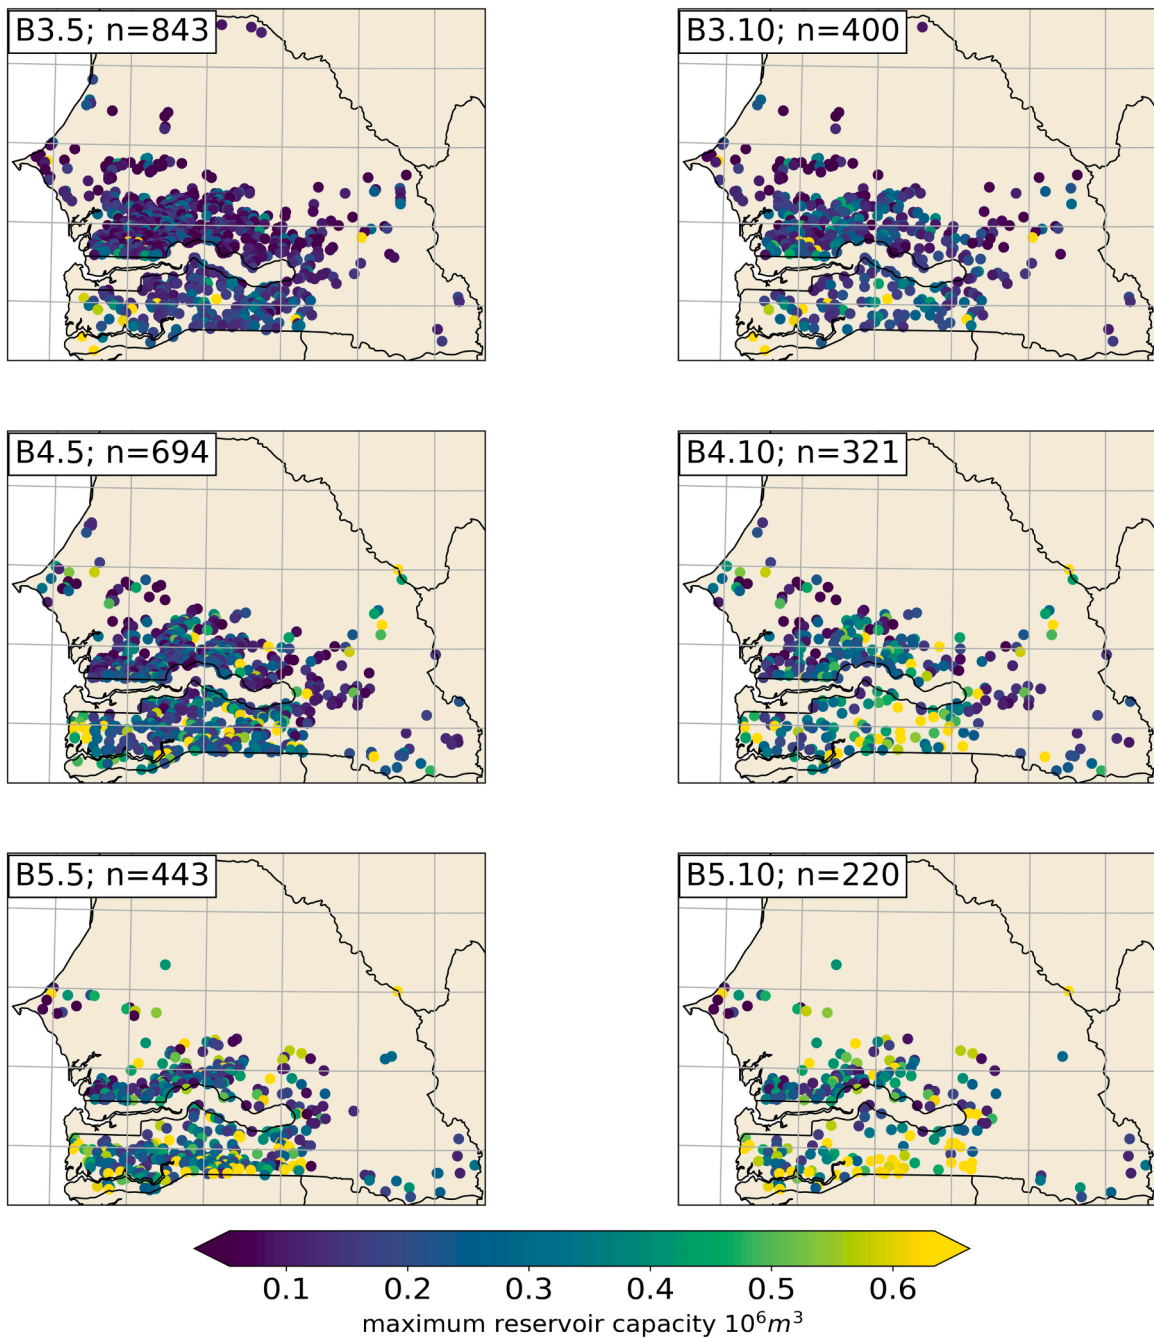 B3.5; n=843
B3.10; n=400
B4.5; n=694
B4.10; n=321
B5.5; n=443
B5.10; n=220
0.1 0.2 0.3 0.4 0.5 0.6
maximum reservoir capacity 10⁶m³